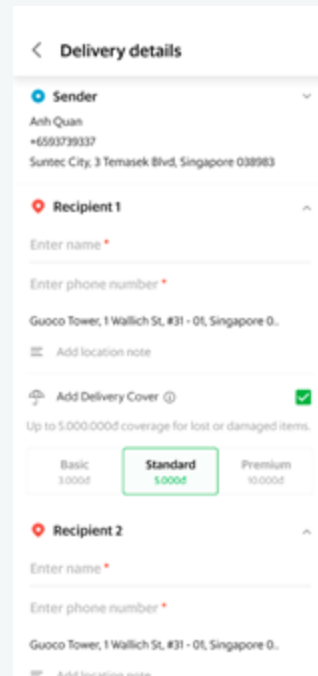 Delivery details
Sender
Anh Quan
+6593739337
Suntec City, 3 Temasek Blvd, Singapore 038983
Recipient 1
Enter name *
Enter phone number *
Guoco Tower, 1 Wallich St, #31 - 01, Singapore 0..
Add location note
Add Delivery Cover
Up to 5.000.000đ coverage for lost or damaged items.
Basic Standard Premium
3.000đ 5.000đ 10.000đ
Recipient 2
Enter name *
Enter phone number *
Guoco Tower, 1 Wallich St, #31 - 01, Singapore 0..
Add location note